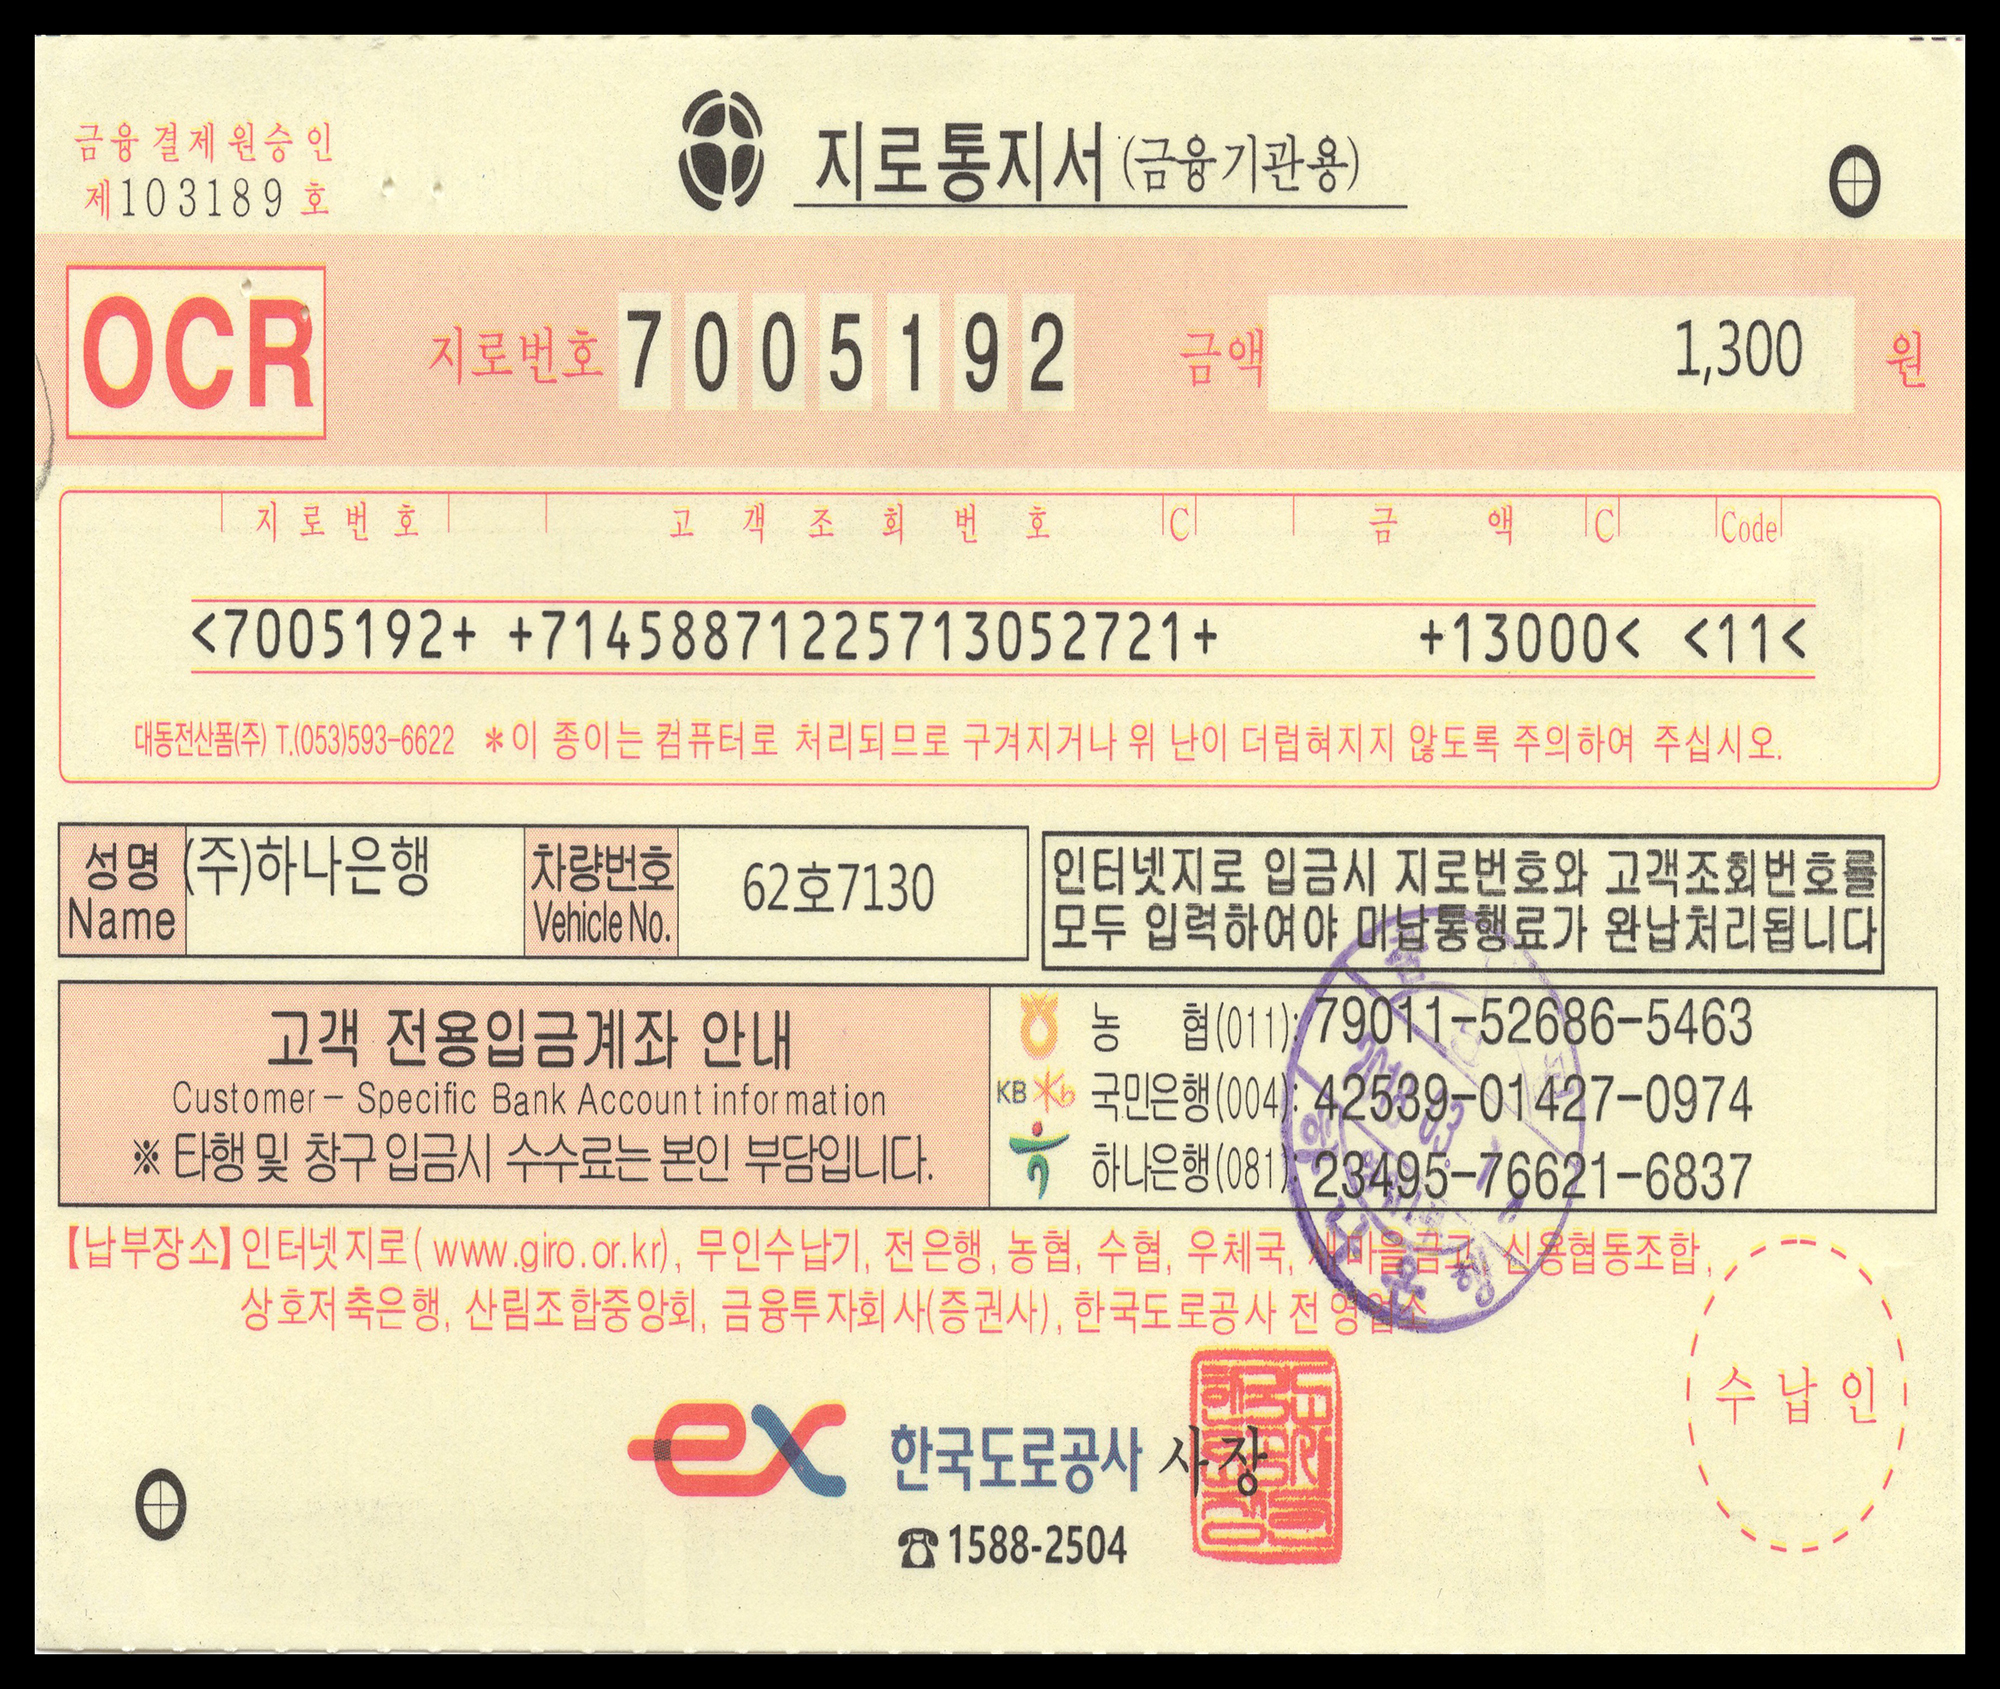 금융결제원승인
제103189호
지로통지서(금융기관용)
OCR
지로번호 7005192 금액 1,300 원
지로번호 고객조회번호 C 금액 C Code
<7005192+ +71458871225713052721+ +13000< <11<
대동전산폼(주) T.(053)593-6622 *이 종이는 컴퓨터로 처리되므로 구겨지거나 위 난이 더럽혀지지 않도록 주의하여 주십시오.
성명 (주)하나은행 차량번호 62호7130
Name Vehicle No.
인터넷지로 입금시 지로번호와 고객조회번호를
모두 입력하여야 미납통행료가 완납처리됩니다
고객 전용입금계좌 안내
Customer- Specific Bank Account information
※ 타행 및 창구 입금시 수수료는 본인 부담입니다.
농 협(011): 79011-52686-5463
KB 국민은행(004): 42539-01427-0974
하나은행(081): 23495-76621-6837
【납부장소】인터넷지로( www.giro.or.kr), 무인수납기, 전은행, 농협, 수협, 우체국, 새마을금고, 신용협동조합,
상호저축은행, 산림조합중앙회, 금융투자회사(증권사), 한국도로공사 전 영업소
수납인
ex 한국도로공사 사장
☎1588-2504